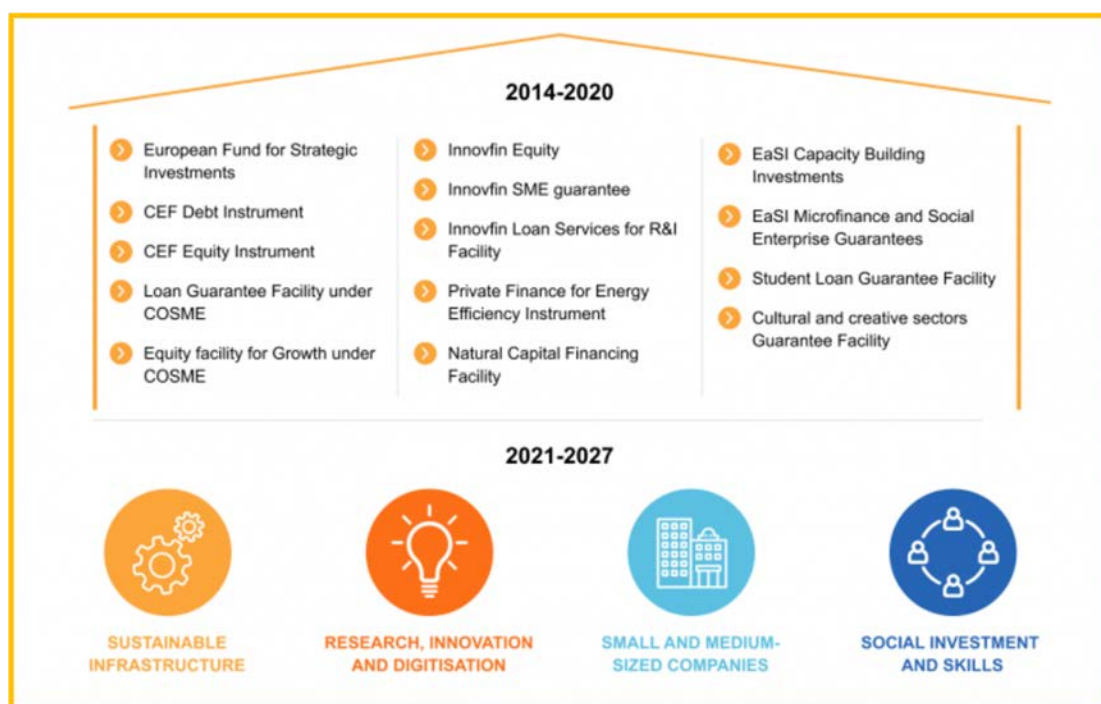 2014-2020
European Fund for Strategic
Investments
CEF Debt Instrument
CEF Equity Instrument
Loan Guarantee Facility under
COSME
Equity facility for Growth under
COSME
Innovfin Equity
Innovfin SME guarantee
Innovfin Loan Services for R&I
Facility
Private Finance for Energy
Efficiency Instrument
Natural Capital Financing
Facility
EaSI Capacity Building
Investments
EaSI Microfinance and Social
Enterprise Guarantees
Student Loan Guarantee Facility
Cultural and creative sectors
Guarantee Facility
2021-2027
SUSTAINABLE
INFRASTRUCTURE
RESEARCH, INNOVATION
AND DIGITISATION
SMALL AND MEDIUM-
SIZED COMPANIES
SOCIAL INVESTMENT
AND SKILLS